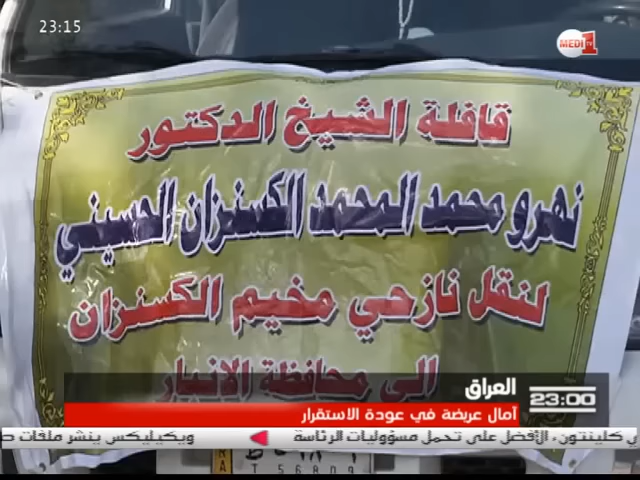 23:15
MEDI 1
قافلة الشيخ الدكتور
نهرو محمد المحمد الكسنزان الحسيني
لنقل نازحي مخيم الكسنزان
الى محافظة الانبار
العراق
23:00
آمال عريضة في عودة الاستقرار
ي كلينتون، الأفضل على تحمل مسؤوليات الرئاسة ◄ ويكيليكس ينشر ملفات ص
T 56809